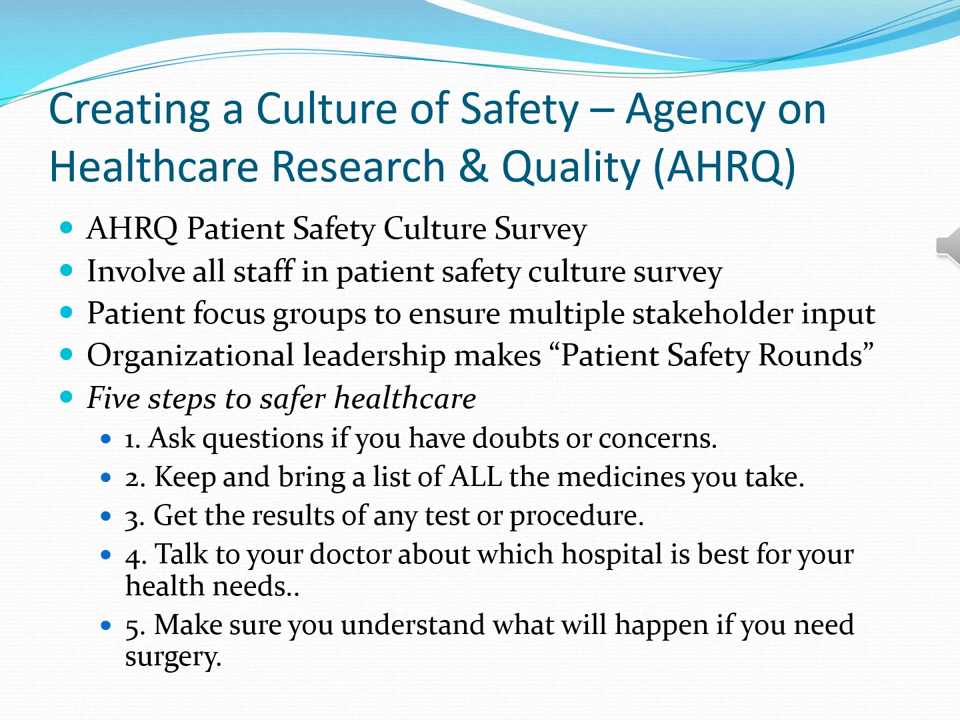 Creating a Culture of Safety – Agency on
Healthcare Research & Quality (AHRQ)
• AHRQ Patient Safety Culture Survey
• Involve all staff in patient safety culture survey
• Patient focus groups to ensure multiple stakeholder input
• Organizational leadership makes “Patient Safety Rounds”
• Five steps to safer healthcare
• 1. Ask questions if you have doubts or concerns.
• 2. Keep and bring a list of ALL the medicines you take.
• 3. Get the results of any test or procedure.
• 4. Talk to your doctor about which hospital is best for your
health needs..
• 5. Make sure you understand what will happen if you need
surgery.